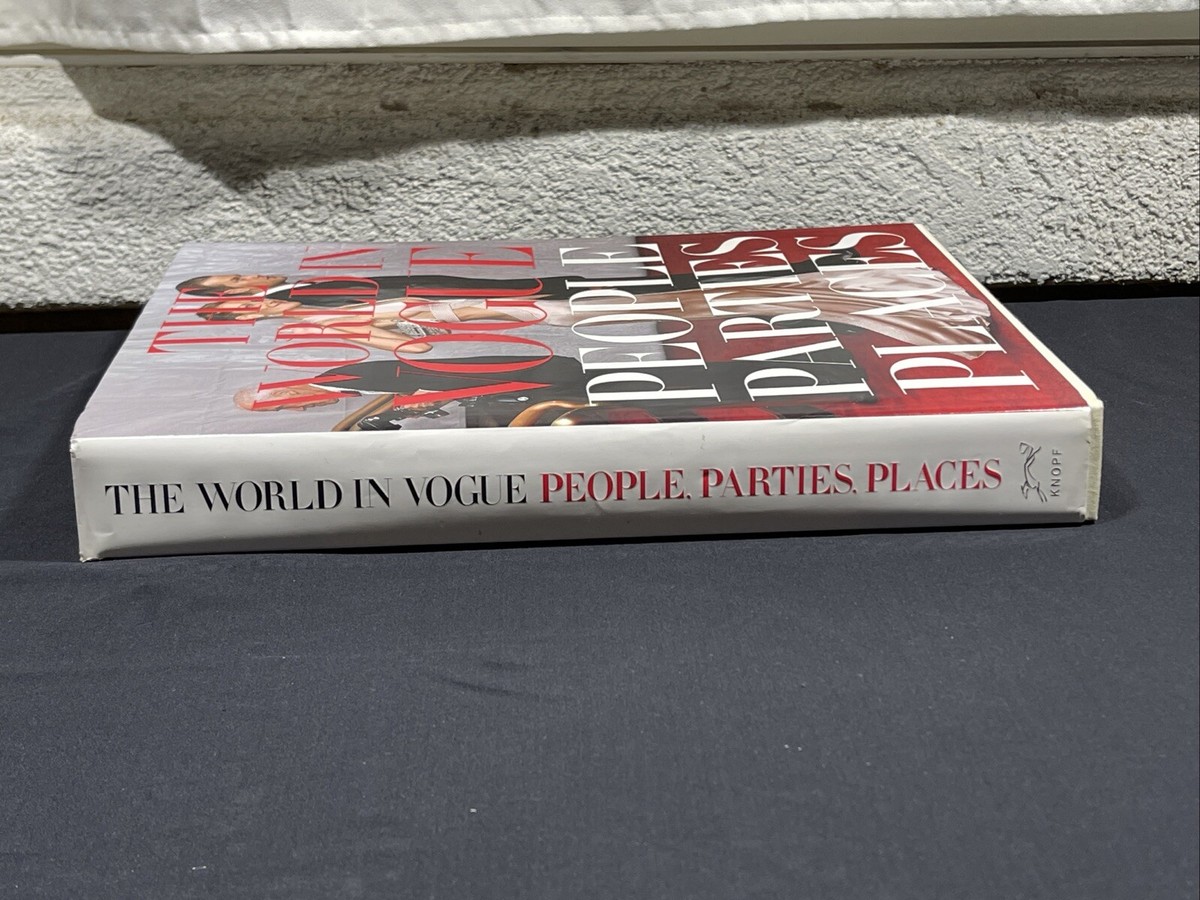 THE
WORLD IN
VOGUE
PEOPLE
PARTIES
PLACES
THE WORLD IN VOGUE PEOPLE, PARTIES, PLACES
KNOPF